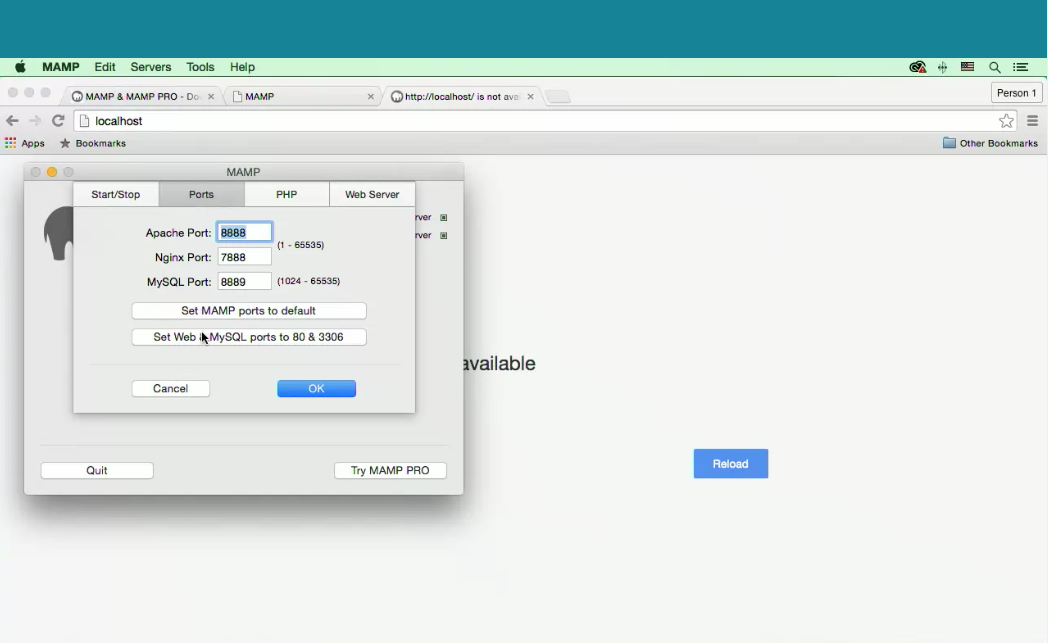 MAMP Edit Servers Tools Help
MAMP & MAMP PRO - Do
MAMP
http://localhost/ is not ava
Person 1
localhost
Apps Bookmarks Other Bookmarks
MAMP
Start/Stop Ports PHP Web Server
rver
Apache Port: 8888
rver
(1 - 65535)
Nginx Port: 7888
MySQL Port: 8889 (1024 - 65535)
Set MAMP ports to default
Set Web & MySQL ports to 80 & 3306
available
Cancel OK
Quit Try MAMP PRO
Reload